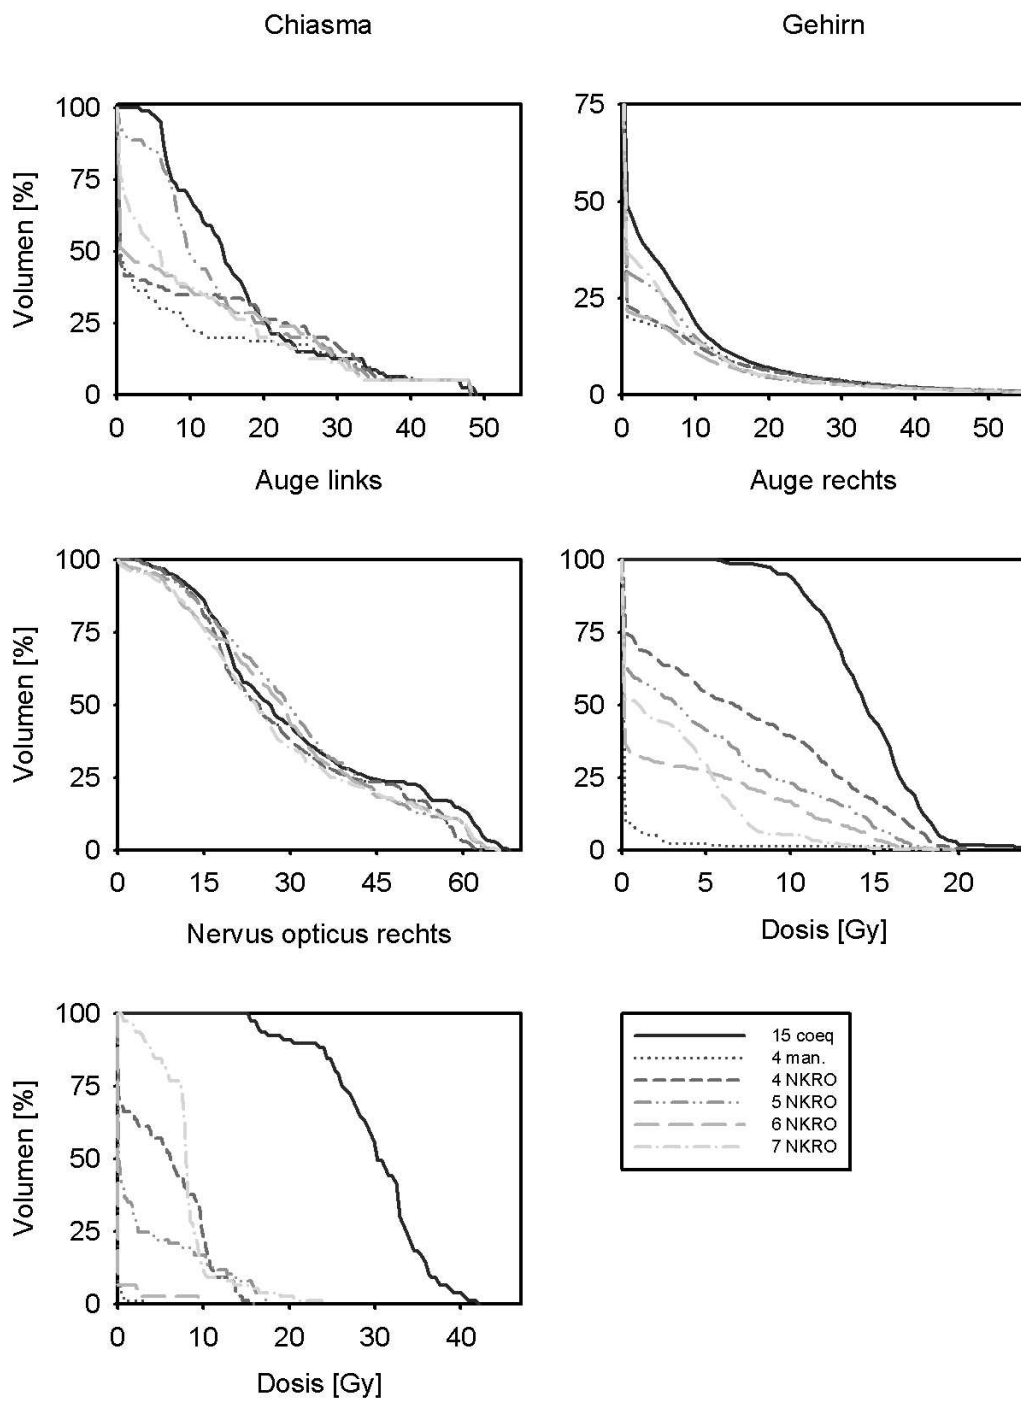 Chiasma
Gehirn
Volumen [%]
100
75
50
25
0
0 10 20 30 40 50
75
50
25
0
0 10 20 30 40 50
Auge links
Auge rechts
Volumen [%]
100
75
50
25
0
0 15 30 45 60
100
75
50
25
0
0 5 10 15 20
Dosis [Gy]
Nervus opticus rechts
Volumen [%]
100
75
50
25
0
0 10 20 30 40
Dosis [Gy]
15 coeq
4 man.
4 NKRO
5 NKRO
6 NKRO
7 NKRO